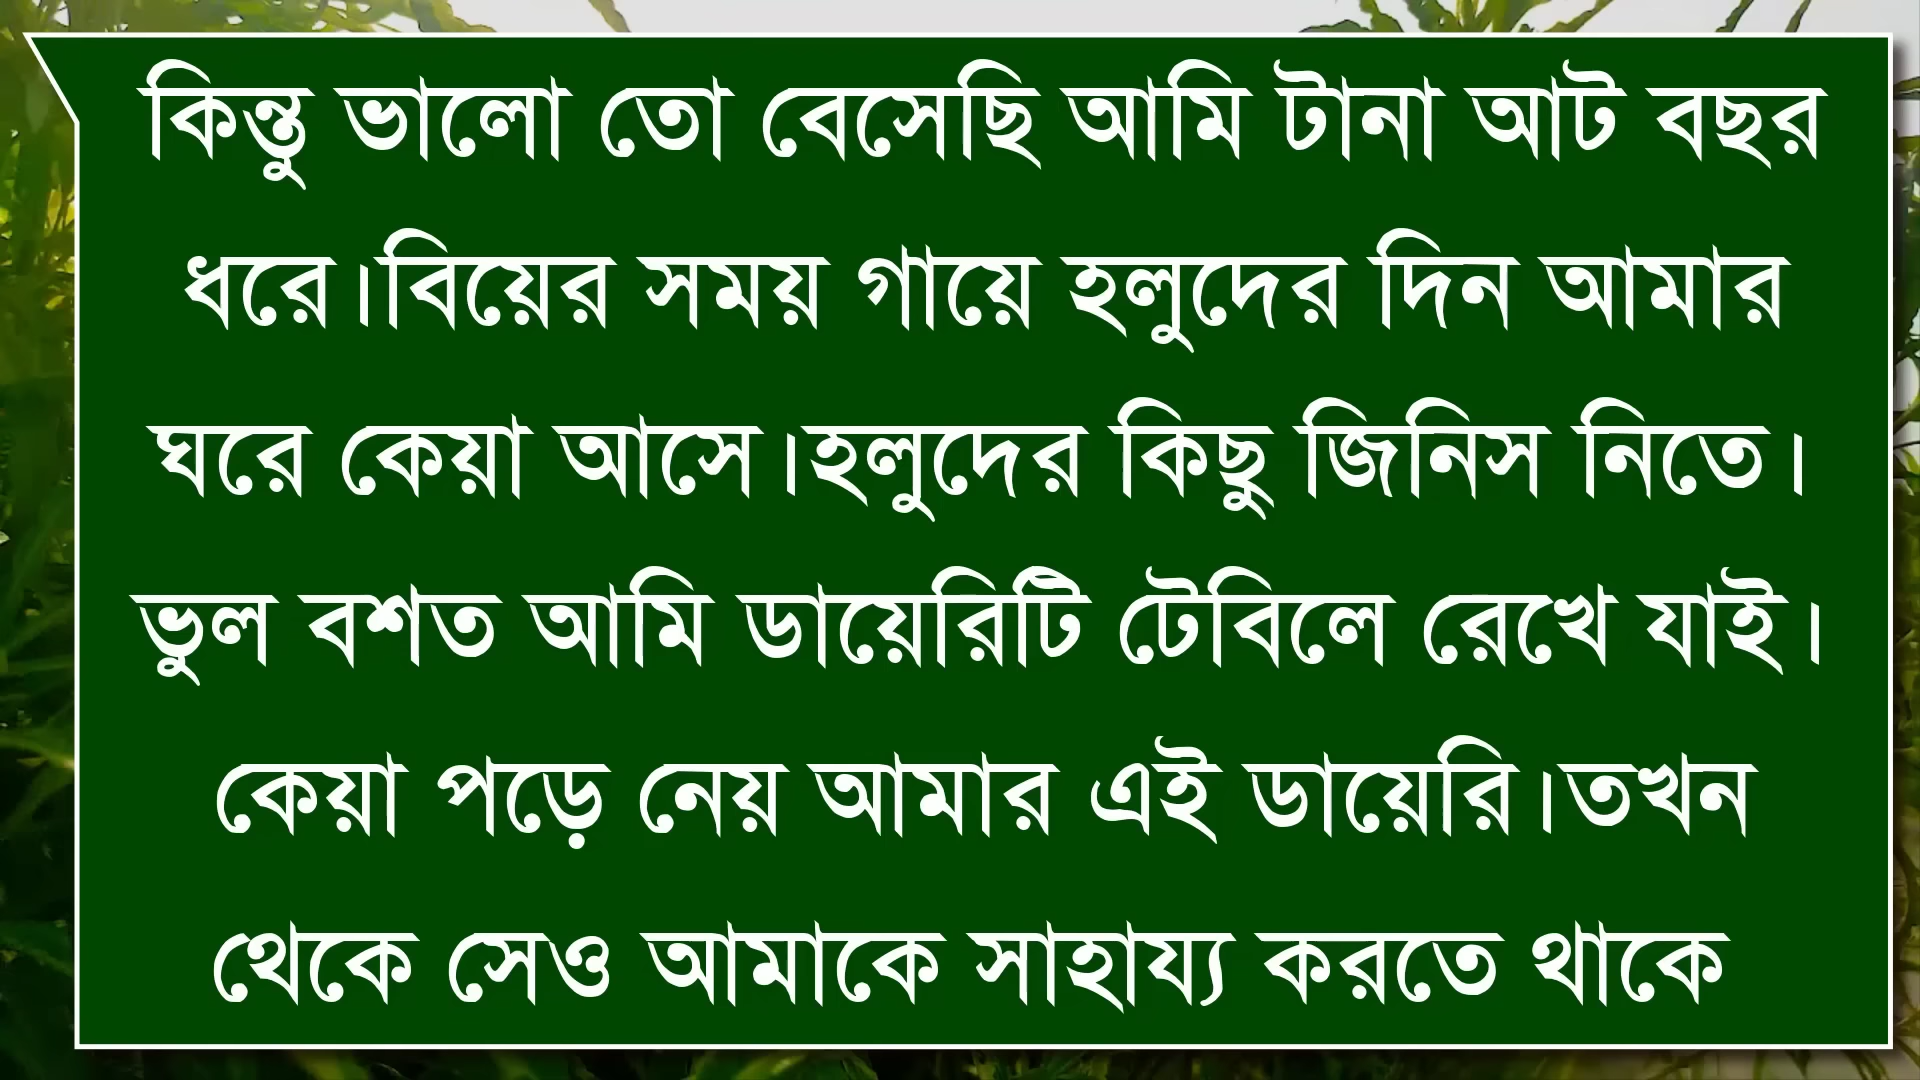 কিন্তু ভালো তো বেসেছি আমি টানা আট বছর
ধরে।বিয়ের সময় গায়ে হলুদের দিন আমার
ঘরে কেয়া আসে।হলুদের কিছু জিনিস নিতে।
ভুল বশত আমি ডায়েরিটি টেবিলে রেখে যাই।
কেয়া পড়ে নেয় আমার এই ডায়েরি।তখন
থেকে সেও আমাকে সাহায্য করতে থাকে